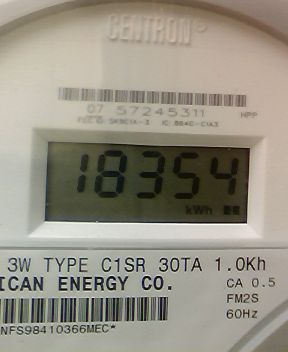 CENTRON®
07 57245311 HPP
18354
kWh
3W TYPE C1SR 30TA 1.0Kh
ICAN ENERGY CO. CA 0.5
FM2S
NFS98410366MEC* 60Hz